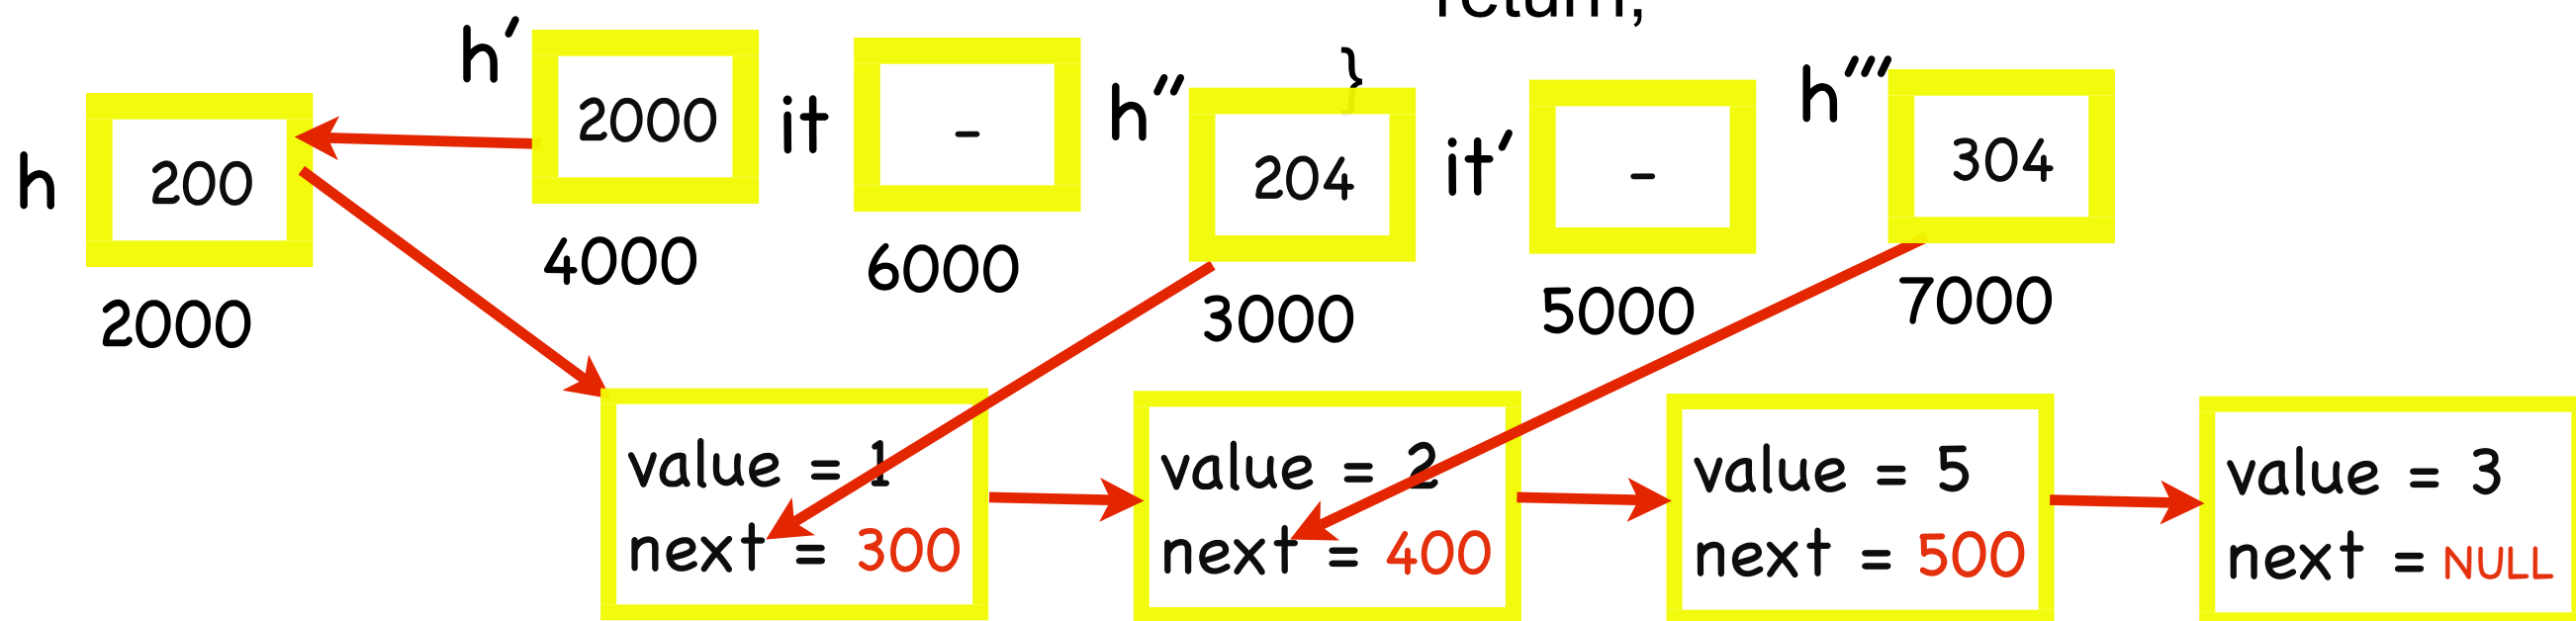 return;
}
h 200 2000
h′ 2000 4000
it - 6000
h″ 204 3000
it′ - 5000
h‴ 304 7000
value = 1
next = 300
value = 2
next = 400
value = 5
next = 500
value = 3
next = NULL